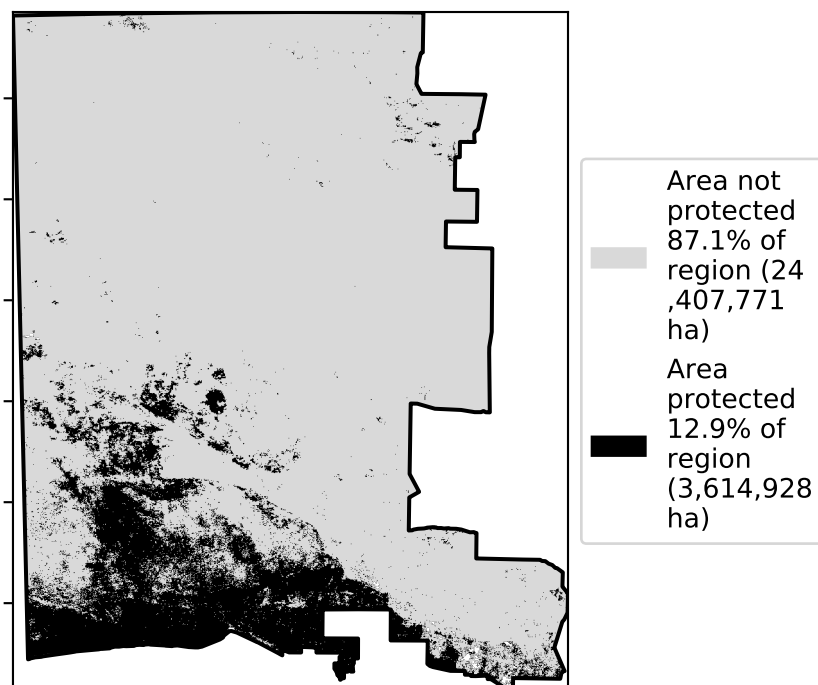 Area not
protected
87.1% of
region (24
,407,771
ha)
Area
protected
12.9% of
region
(3,614,928
ha)